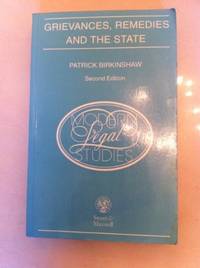 GRIEVANCES, REMEDIES
AND THE STATE
PATRICK BIRKINSHAW
Second Edition
MODERN
Legal
STUDIES
Sweet &
Maxwell